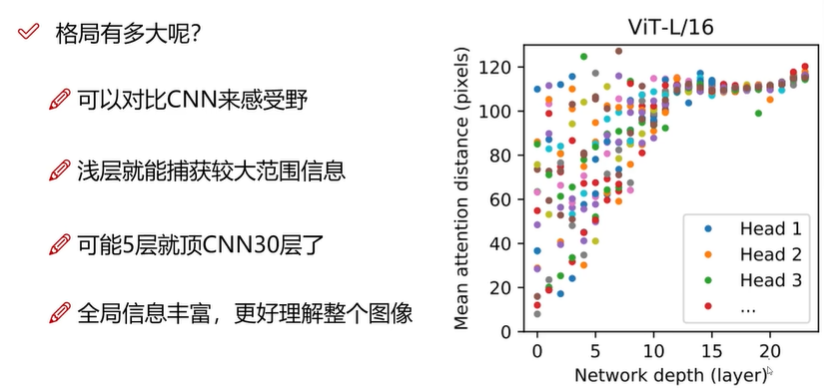 格局有多大呢?
可以对比CNN来感受野
浅层就能捕获较大范围信息
可能5层就顶CNN30层了
全局信息丰富，更好理解整个图像
ViT-L/16
Mean attention distance (pixels)
120
100
80
60
40
20
0
Head 1
Head 2
Head 3
...
0 5 10 15 20
Network depth (layer)